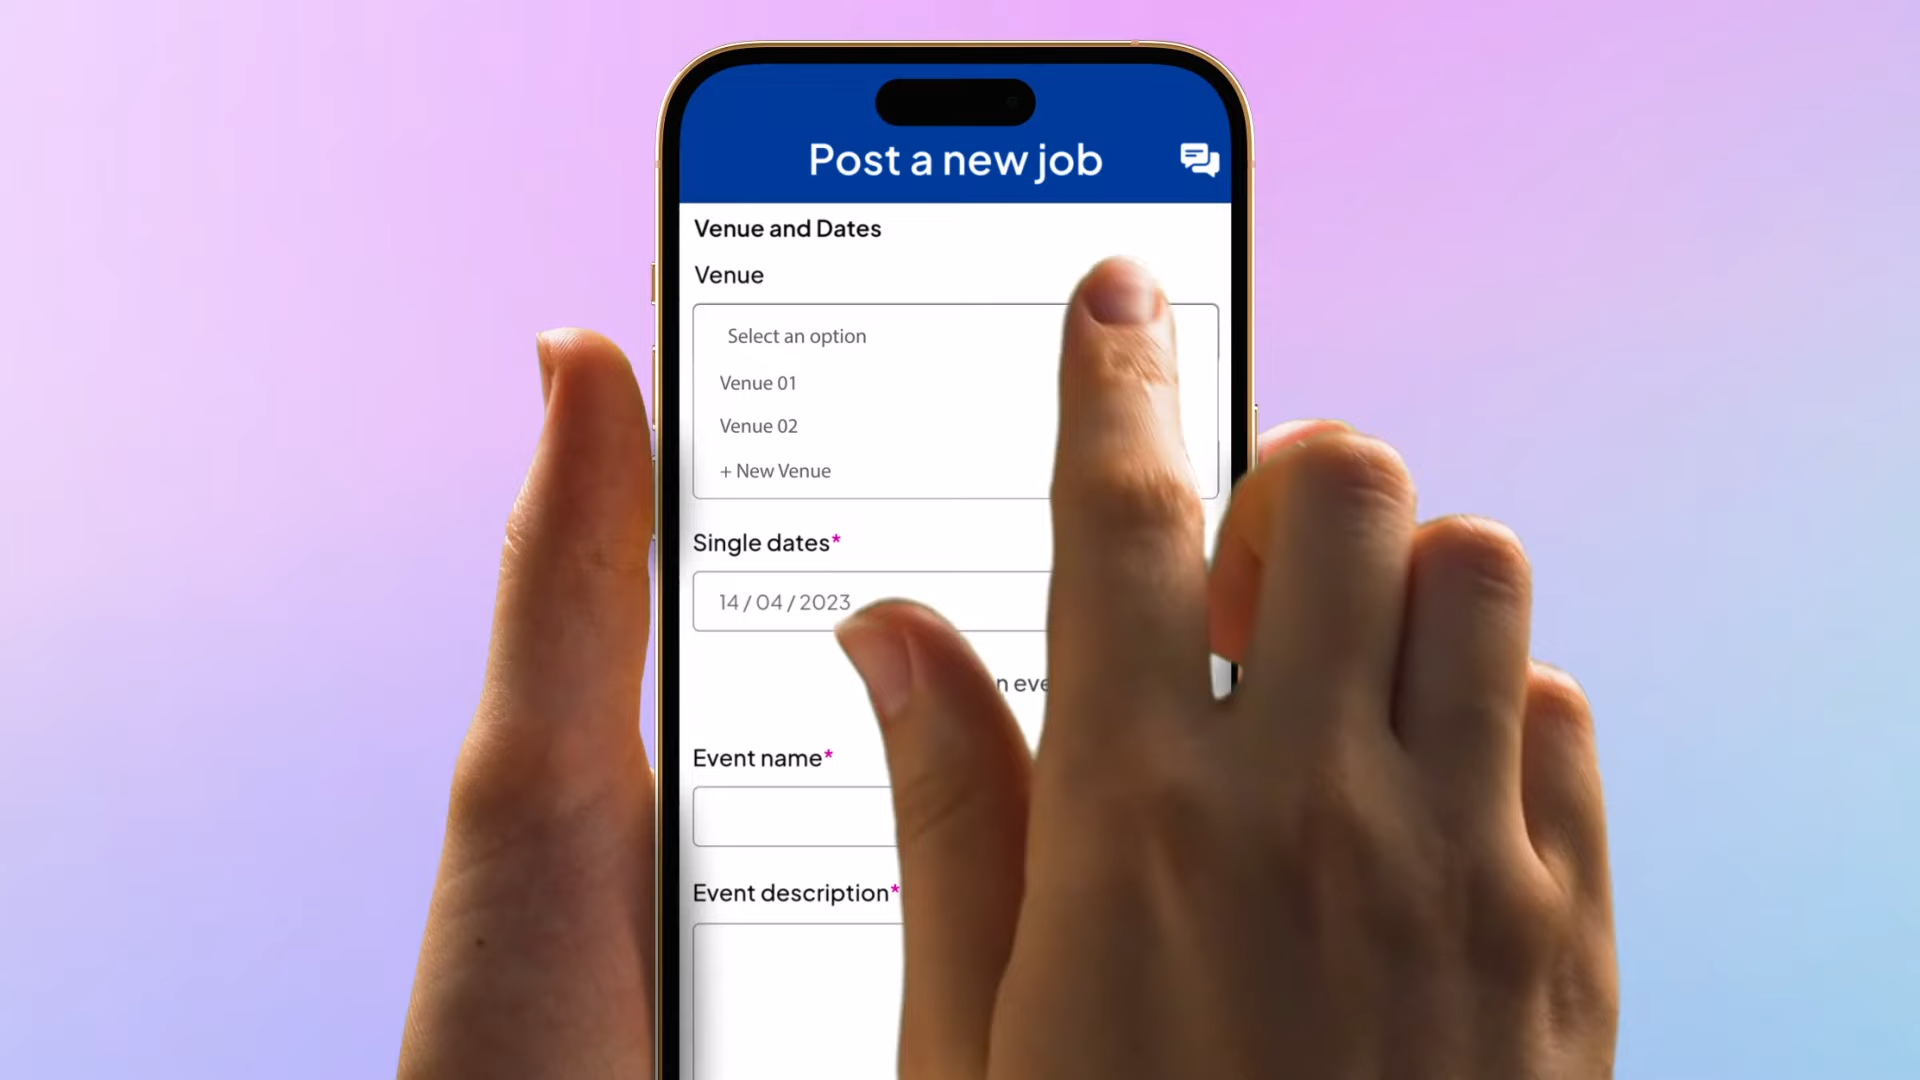 Post a new job
Venue and Dates
Venue
Select an option
Venue 01
Venue 02
+ New Venue
Single dates*
14 / 04 / 2023
Event name*
Event description*